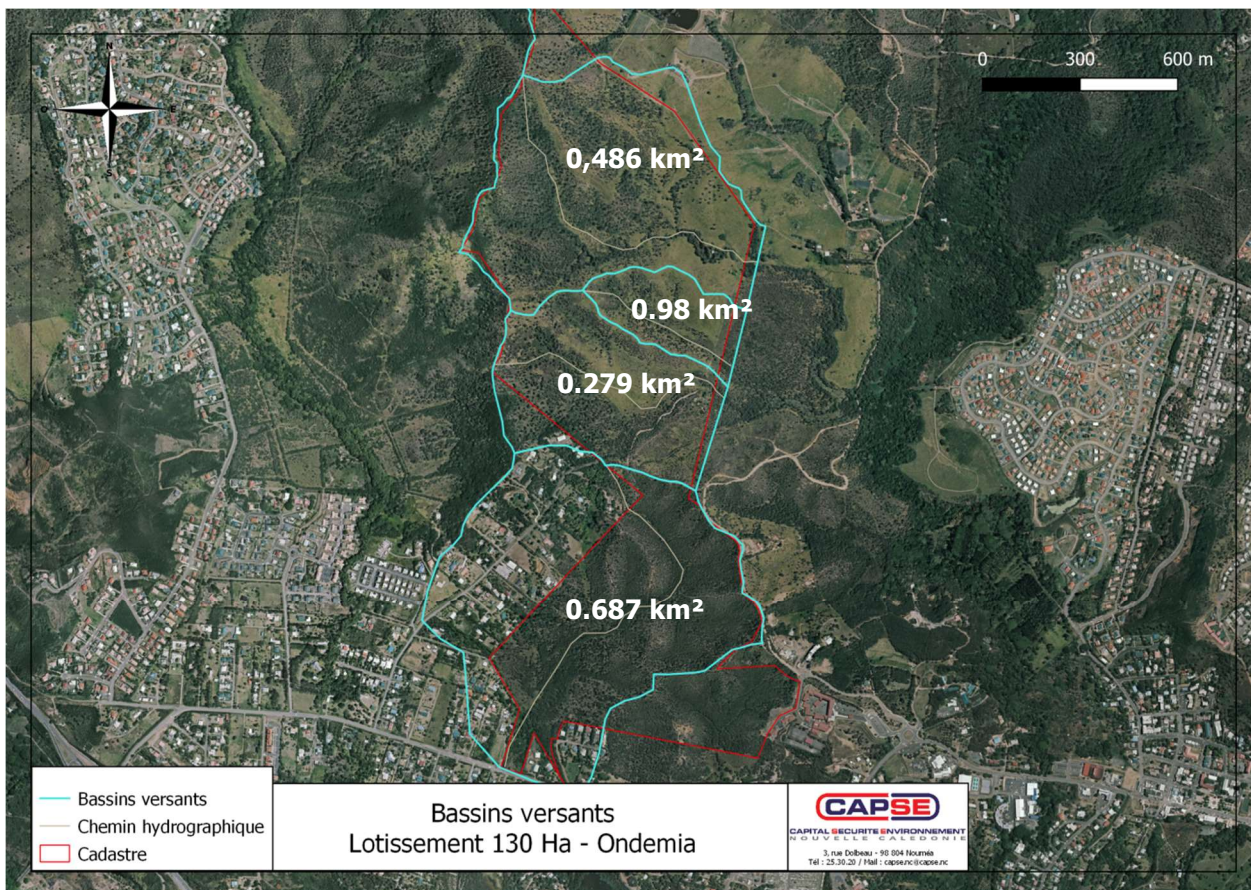 N
O
E
S
0 300 600 m
0,486 km²
0.98 km²
0.279 km²
0.687 km²
Bassins versants
Chemin hydrographique
Cadastre
Bassins versants
Lotissement 130 Ha - Ondemia
CAPSE
CAPITAL SECURITE ENVIRONNEMENT
NOUVELLE CALEDONIE
3, rue Dolbeau - 98 804 Nouméa
Tél : 25.30.20 / Mail : capse.nc@capse.nc